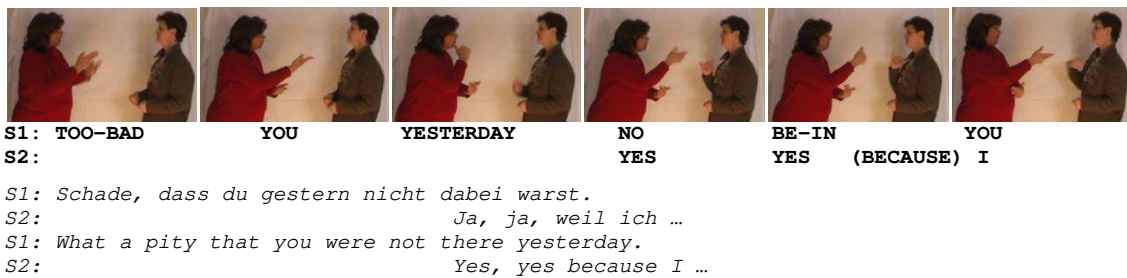 S1: TOO-BAD YOU YESTERDAY NO BE-IN YOU
S2: YES YES (BECAUSE) I
S1: Schade, dass du gestern nicht dabei warst.
S2: Ja, ja, weil ich …
S1: What a pity that you were not there yesterday.
S2: Yes, yes because I …